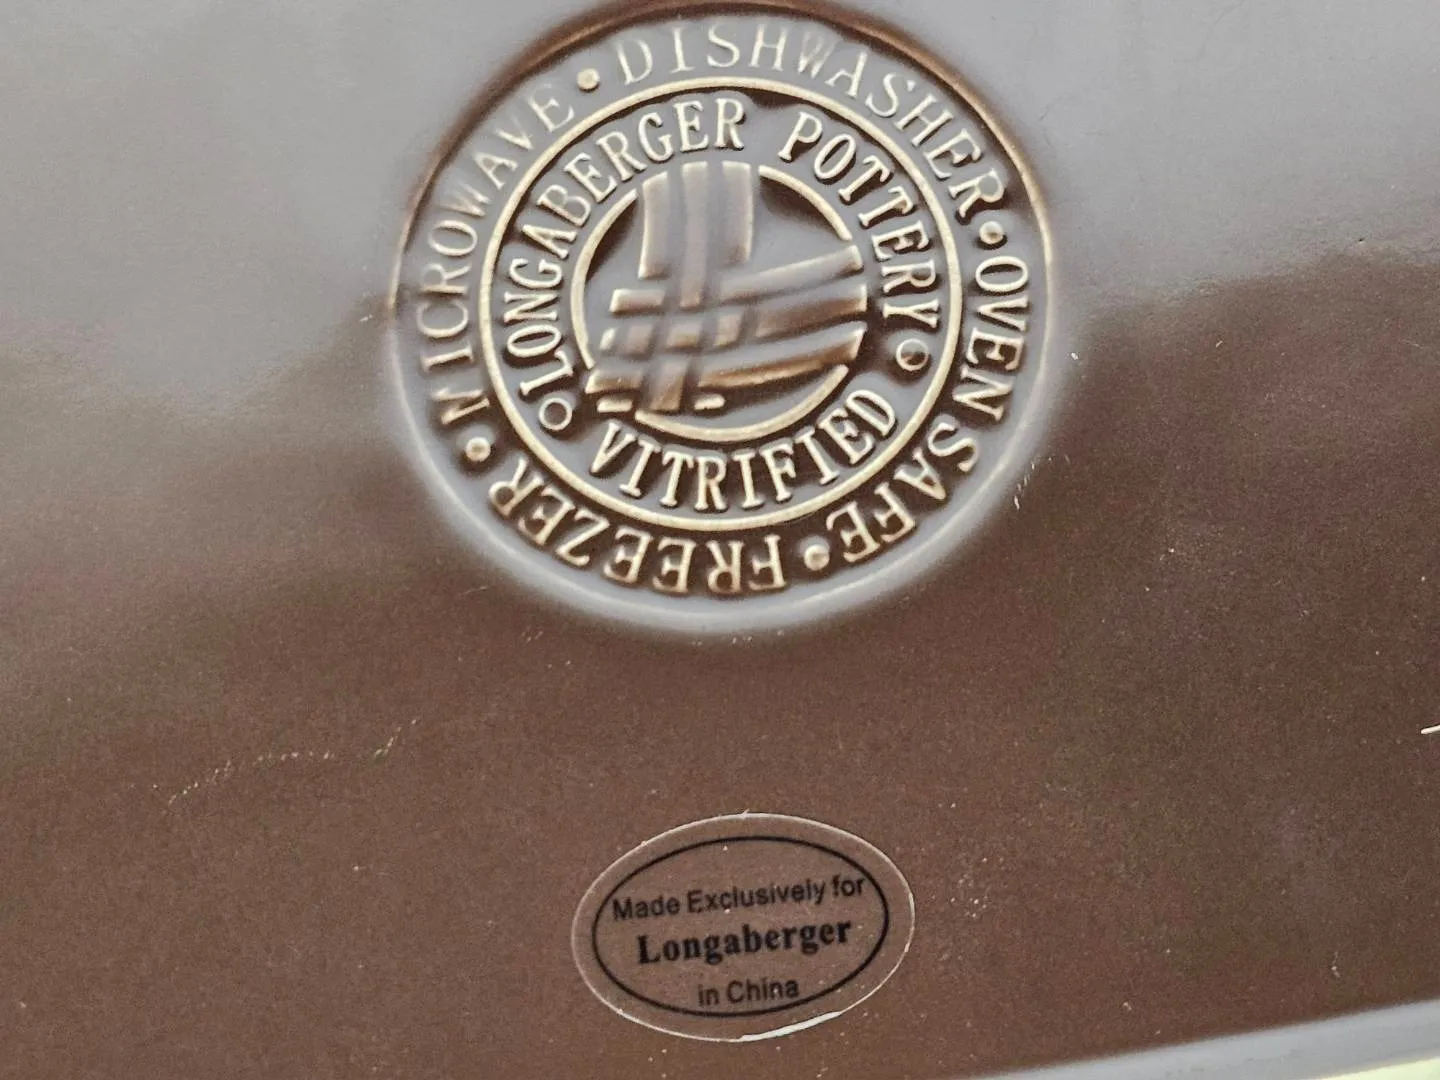 MICROWAVE • DISHWASHER • OVEN SAFE • FREEZER •
LONGABERGER POTTERY
VITRIFIED
Made Exclusively for
Longaberger
in China